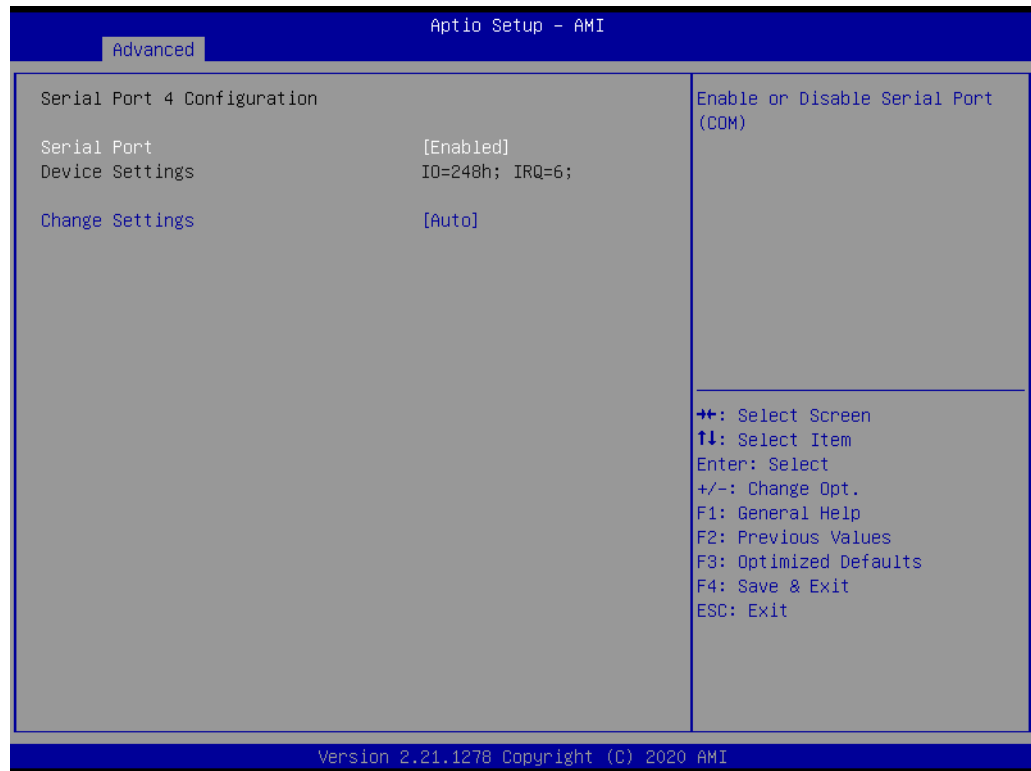 Aptio Setup – AMI
Advanced
Serial Port 4 Configuration
Serial Port [Enabled]
Device Settings IO=248h; IRQ=6;
Change Settings [Auto]
Enable or Disable Serial Port
(COM)
→←: Select Screen
↑↓: Select Item
Enter: Select
+/-: Change Opt.
F1: General Help
F2: Previous Values
F3: Optimized Defaults
F4: Save & Exit
ESC: Exit
Version 2.21.1278 Copyright (C) 2020 AMI